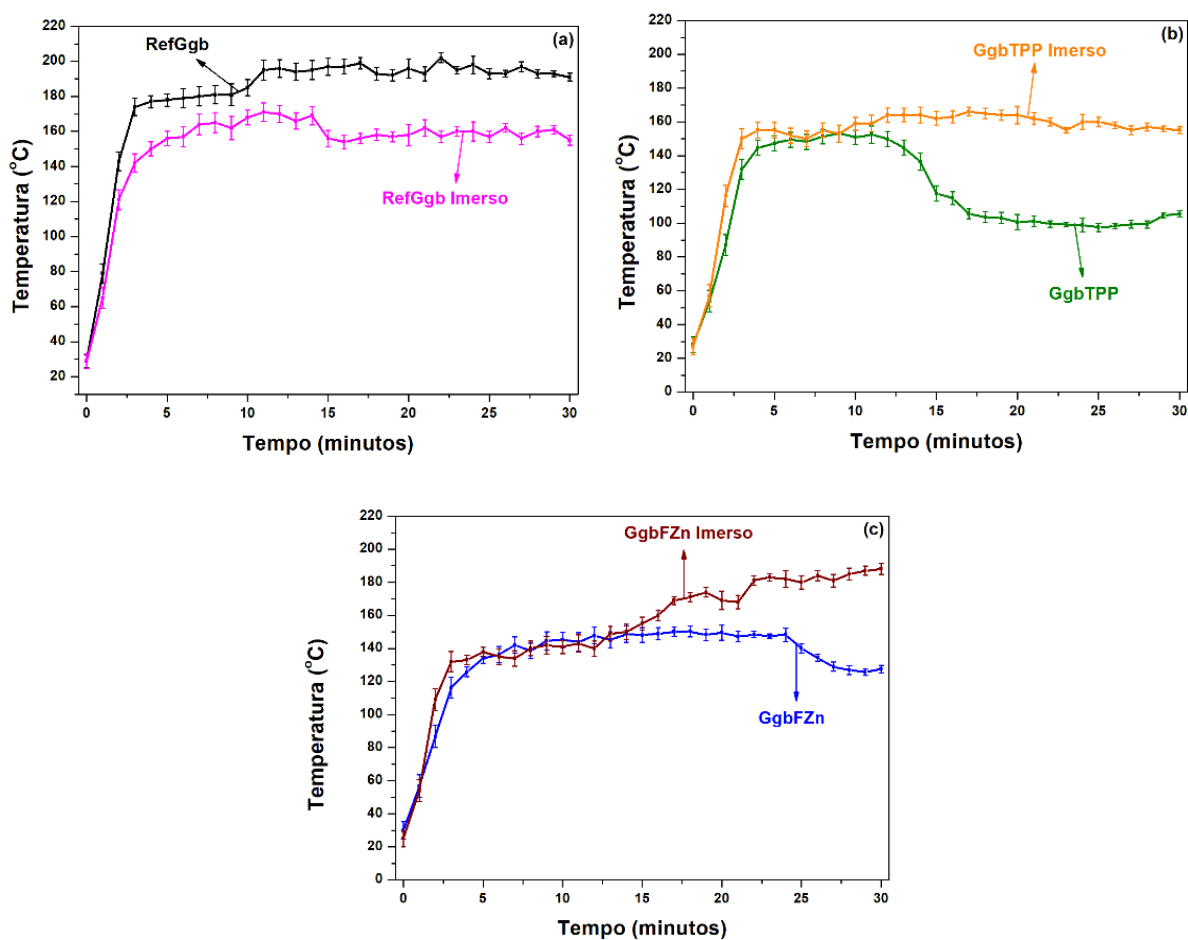 (a)
RefGgb
RefGgb Imerso
Temperatura (°C)
220
200
180
160
140
120
100
80
60
40
20
0 5 10 15 20 25 30
Tempo (minutos)
(b)
GgbTPP Imerso
GgbTPP
Temperatura (°C)
220
200
180
160
140
120
100
80
60
40
20
0
0 5 10 15 20 25 30
Tempo (minutos)
(c)
GgbFZn Imerso
GgbFZn
Temperatura (°C)
220
200
180
160
140
120
100
80
60
40
20
0
0 5 10 15 20 25 30
Tempo (minutos)